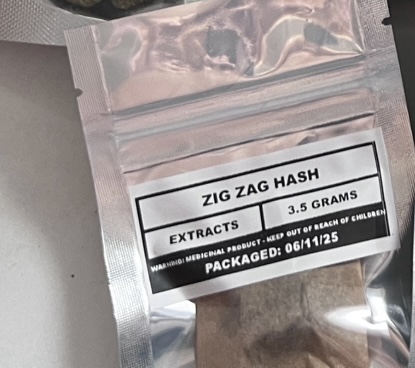 ZIG ZAG HASH
EXTRACTS
3.5 GRAMS
WARNING: MEDICINAL PRODUCT - KEEP OUT OF REACH OF CHILDREN
PACKAGED: 06/11/25